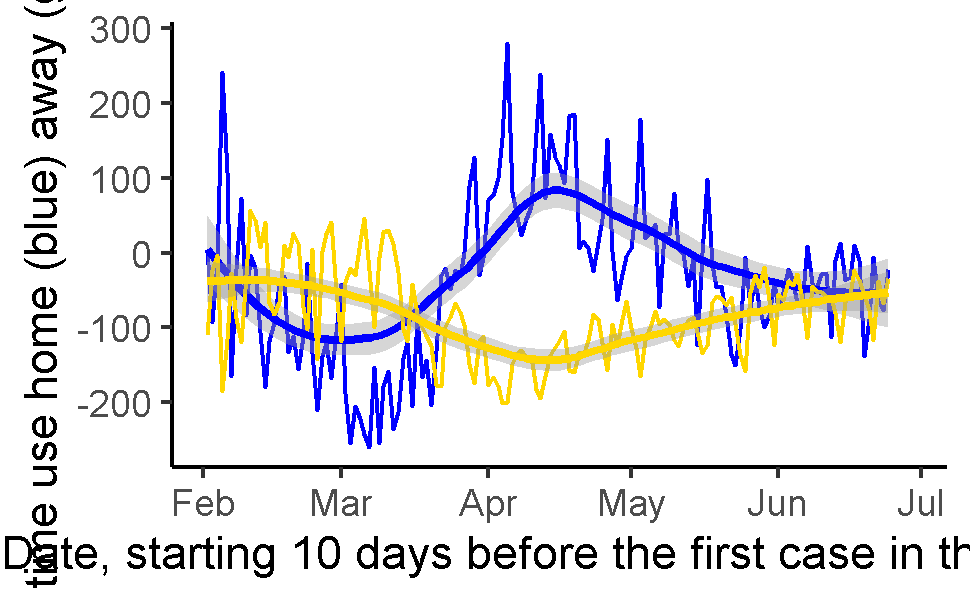 time use home (blue) away (
300
200
100
0
-100
-200
Feb Mar Apr May Jun Jul
Date, starting 10 days before the first case in th